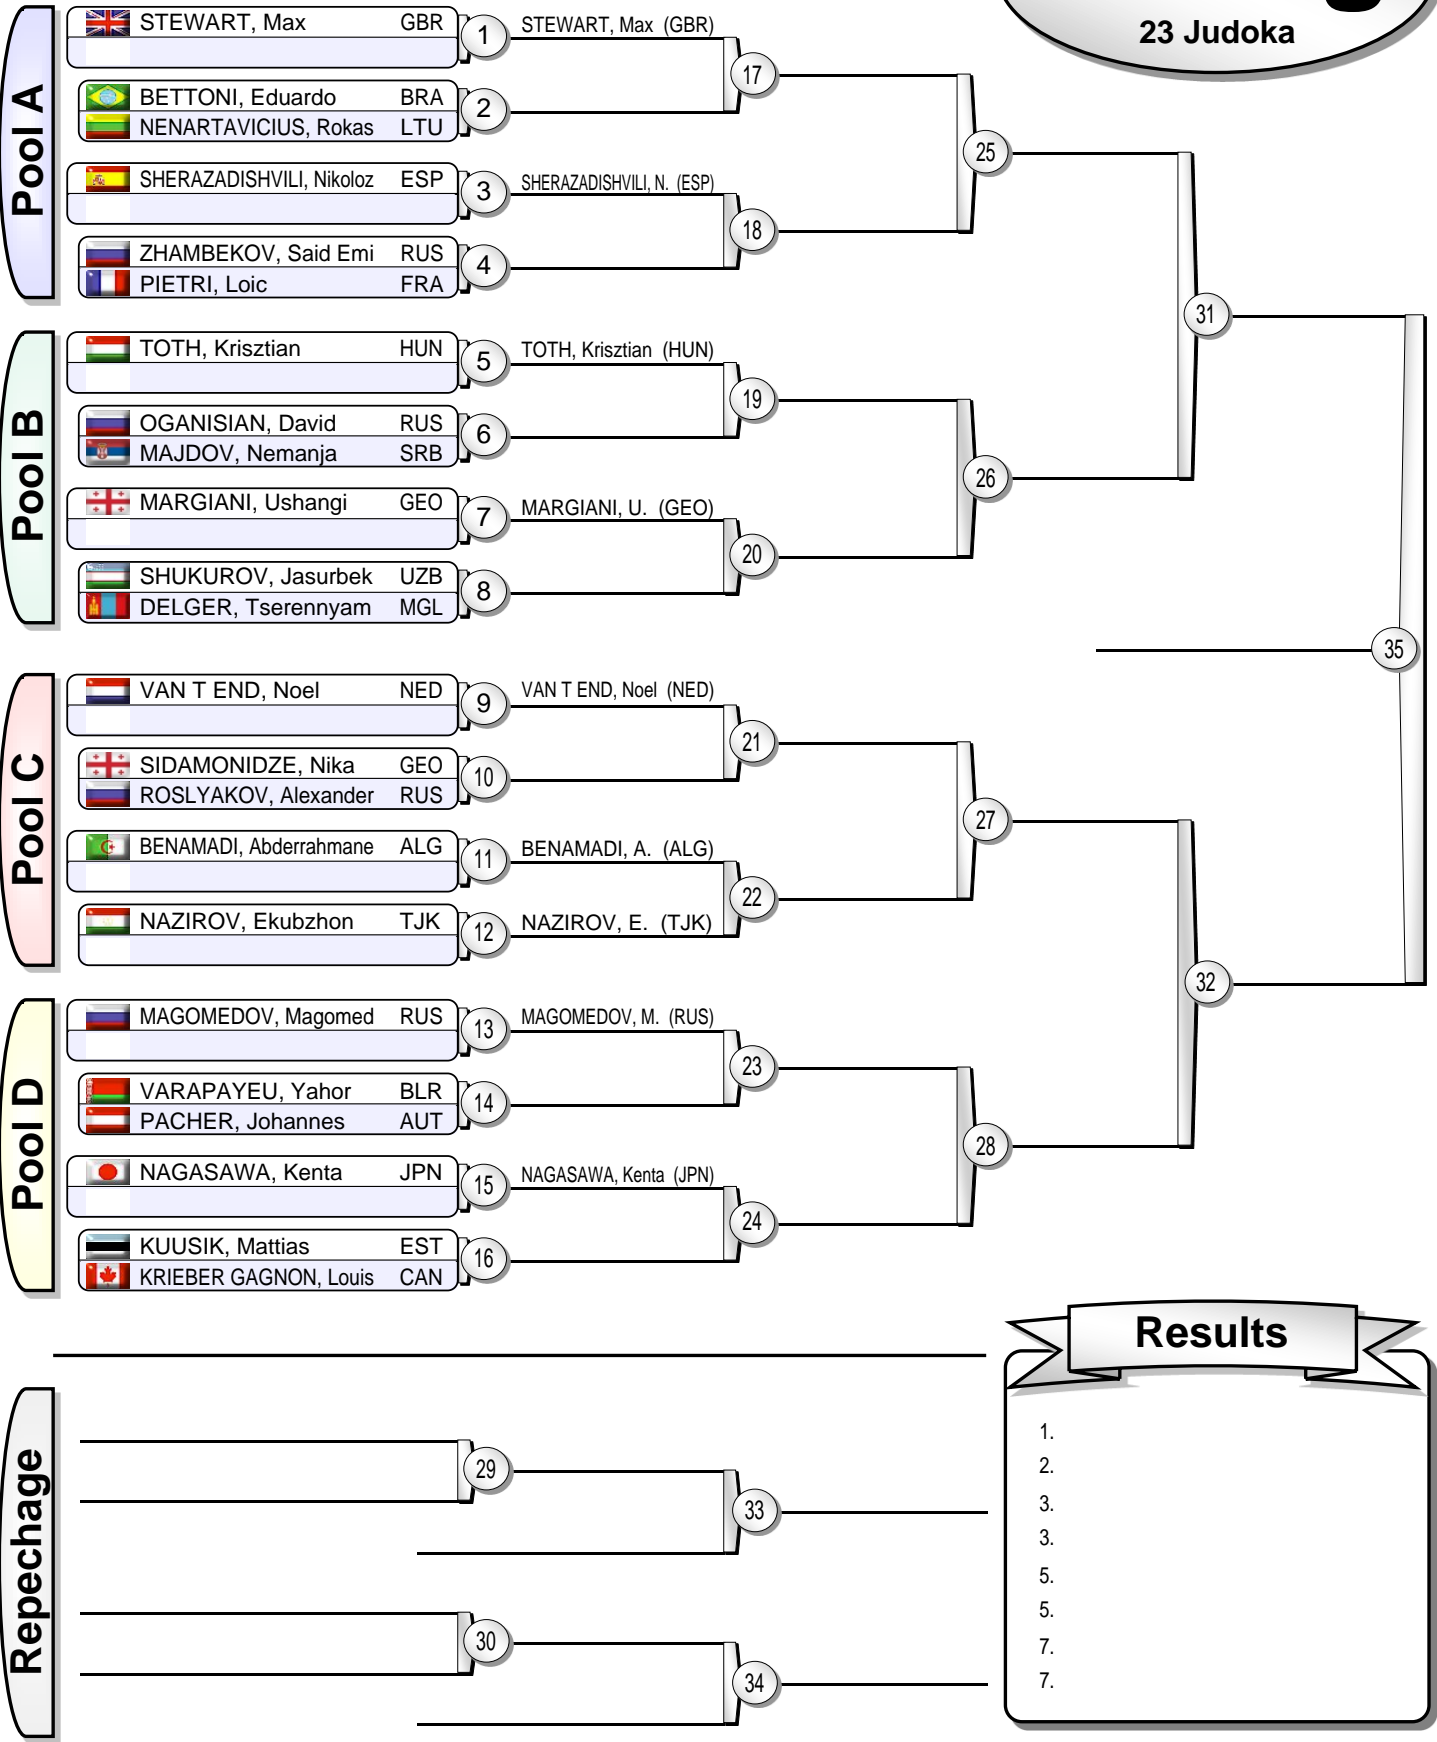 23 Judoka
Pool A
STEWART, Max GBR
1
STEWART, Max (GBR)
17
BETTONI, Eduardo BRA
NENARTAVICIUS, Rokas LTU
2
25
SHERAZADISHVILI, Nikoloz ESP
3
SHERAZADISHVILI, N. (ESP)
18
ZHAMBEKOV, Said Emi RUS
PIETRI, Loic FRA
4
31
Pool B
TOTH, Krisztian HUN
5
TOTH, Krisztian (HUN)
19
OGANISIAN, David RUS
MAJDOV, Nemanja SRB
6
26
MARGIANI, Ushangi GEO
7
MARGIANI, U. (GEO)
20
SHUKUROV, Jasurbek UZB
DELGER, Tserennyam MGL
8
35
Pool C
VAN T END, Noel NED
9
VAN T END, Noel (NED)
21
SIDAMONIDZE, Nika GEO
ROSLYAKOV, Alexander RUS
10
27
BENAMADI, Abderrahmane ALG
11
BENAMADI, A. (ALG)
22
NAZIROV, Ekubzhon TJK
12
NAZIROV, E. (TJK)
32
Pool D
MAGOMEDOV, Magomed RUS
13
MAGOMEDOV, M. (RUS)
23
VARAPAYEU, Yahor BLR
PACHER, Johannes AUT
14
28
NAGASAWA, Kenta JPN
15
NAGASAWA, Kenta (JPN)
24
KUUSIK, Mattias EST
KRIEBER GAGNON, Louis CAN
16
Repechage
29
33
30
34
Results
1.
2.
3.
3.
5.
5.
7.
7.